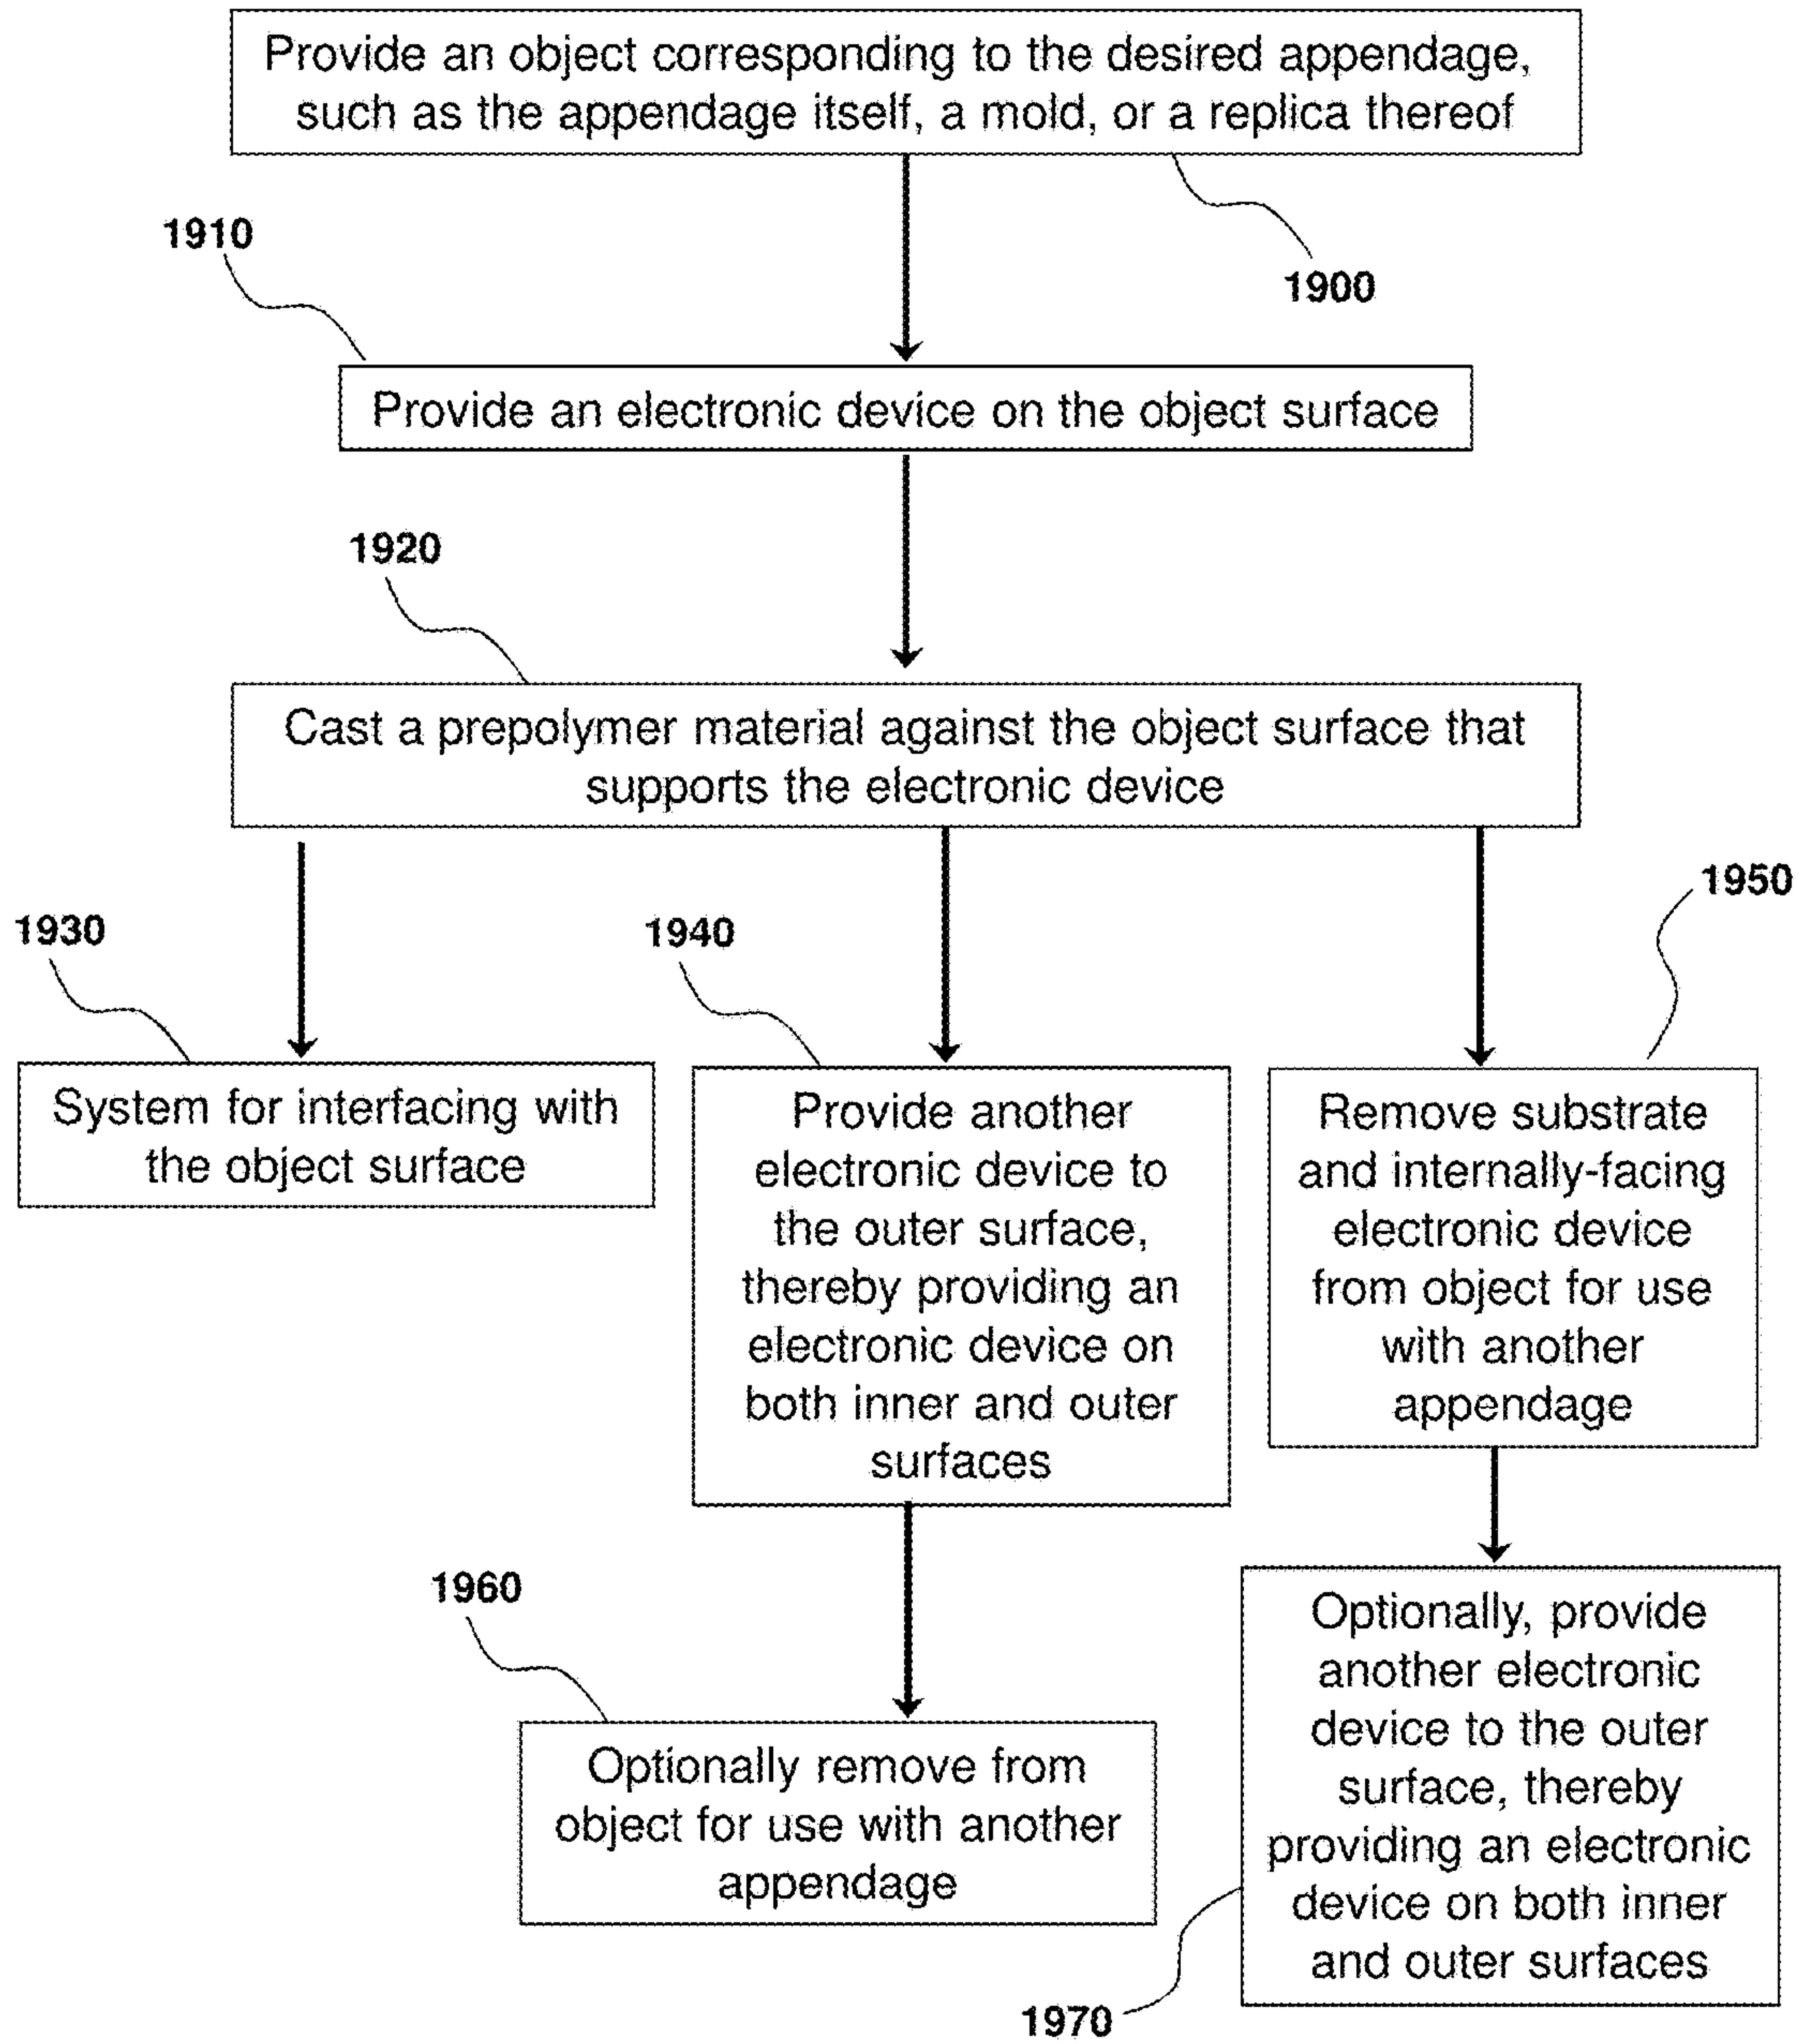 Provide an object corresponding to the desired appendage,
such as the appendage itself, a mold, or a replica thereof
1900
1910
Provide an electronic device on the object surface
1920
Cast a prepolymer material against the object surface that
supports the electronic device
1930
System for interfacing with
the object surface
1940
Provide another
electronic device to
the outer surface,
thereby providing an
electronic device on
both inner and outer
surfaces
1950
Remove substrate
and internally-facing
electronic device
from object for use
with another
appendage
1960
Optionally remove from
object for use with another
appendage
Optionally, provide
another electronic
device to the outer
surface, thereby
providing an electronic
device on both inner
and outer surfaces
1970